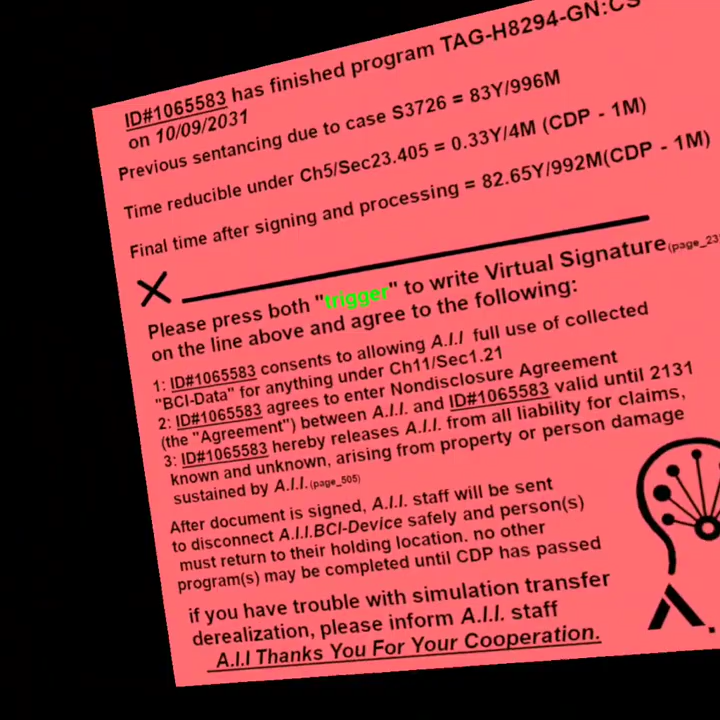 ID#1065583 has finished program TAG-H8294-GN:CS
on 10/09/2031
Previous sentancing due to case S3726 = 83Y/996M
Time reducible under Ch5/Sec23.405 = 0.33Y/4M (CDP - 1M)
Final time after signing and processing = 82.65Y/992M(CDP - 1M)
X
Please press both "trigger" to write Virtual Signature(page_23
on the line above and agree to the following:
1: ID#1065583 consents to allowing A.I.I full use of collected
"BCI-Data" for anything under Ch11/Sec1.21
2: ID#1065583 agrees to enter Nondisclosure Agreement
(the "Agreement") between A.I.I. and ID#1065583 valid until 2131
3: ID#1065583 hereby releases A.I.I. from all liability for claims,
known and unknown, arising from property or person damage
sustained by A.I.I.(page_505)
After document is signed, A.I.I. staff will be sent
to disconnect A.I.I.BCI-Device safely and person(s)
must return to their holding location. no other
program(s) may be completed until CDP has passed
if you have trouble with simulation transfer
derealization, please inform A.I.I. staff
A.I.I Thanks You For Your Cooperation.